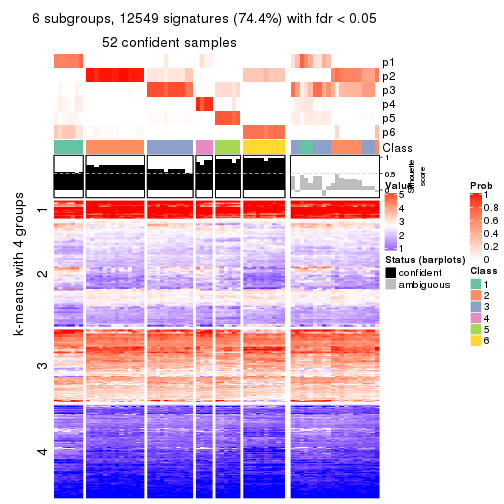 6 subgroups, 12549 signatures (74.4%) with fdr < 0.05
52 confident samples
p1
p2
p3
p4
p5
p6
Class
1
0.5
0
Silhouette
score
k-means with 4 groups
1
2
3
4
Value
5
4
3
2
1
Status (barplots)
confident
ambiguous
Prob
1
0.8
0.6
0.4
0.2
0
Class
1
2
3
4
5
6